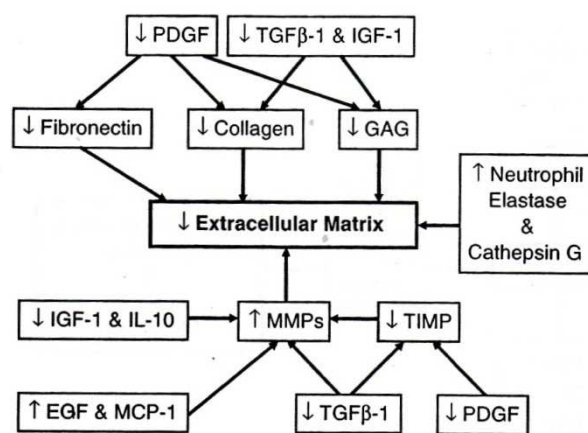 ↓ PDGF
↓ TGFβ-1 & IGF-1
↓ Fibronectin
↓ Collagen
↓ GAG
↑ Neutrophil
Elastase
&
Cathepsin G
↓ Extracellular Matrix
↓ IGF-1 & IL-10
↑ MMPs
↓ TIMP
↑ EGF & MCP-1
↓ TGFβ-1
↓ PDGF